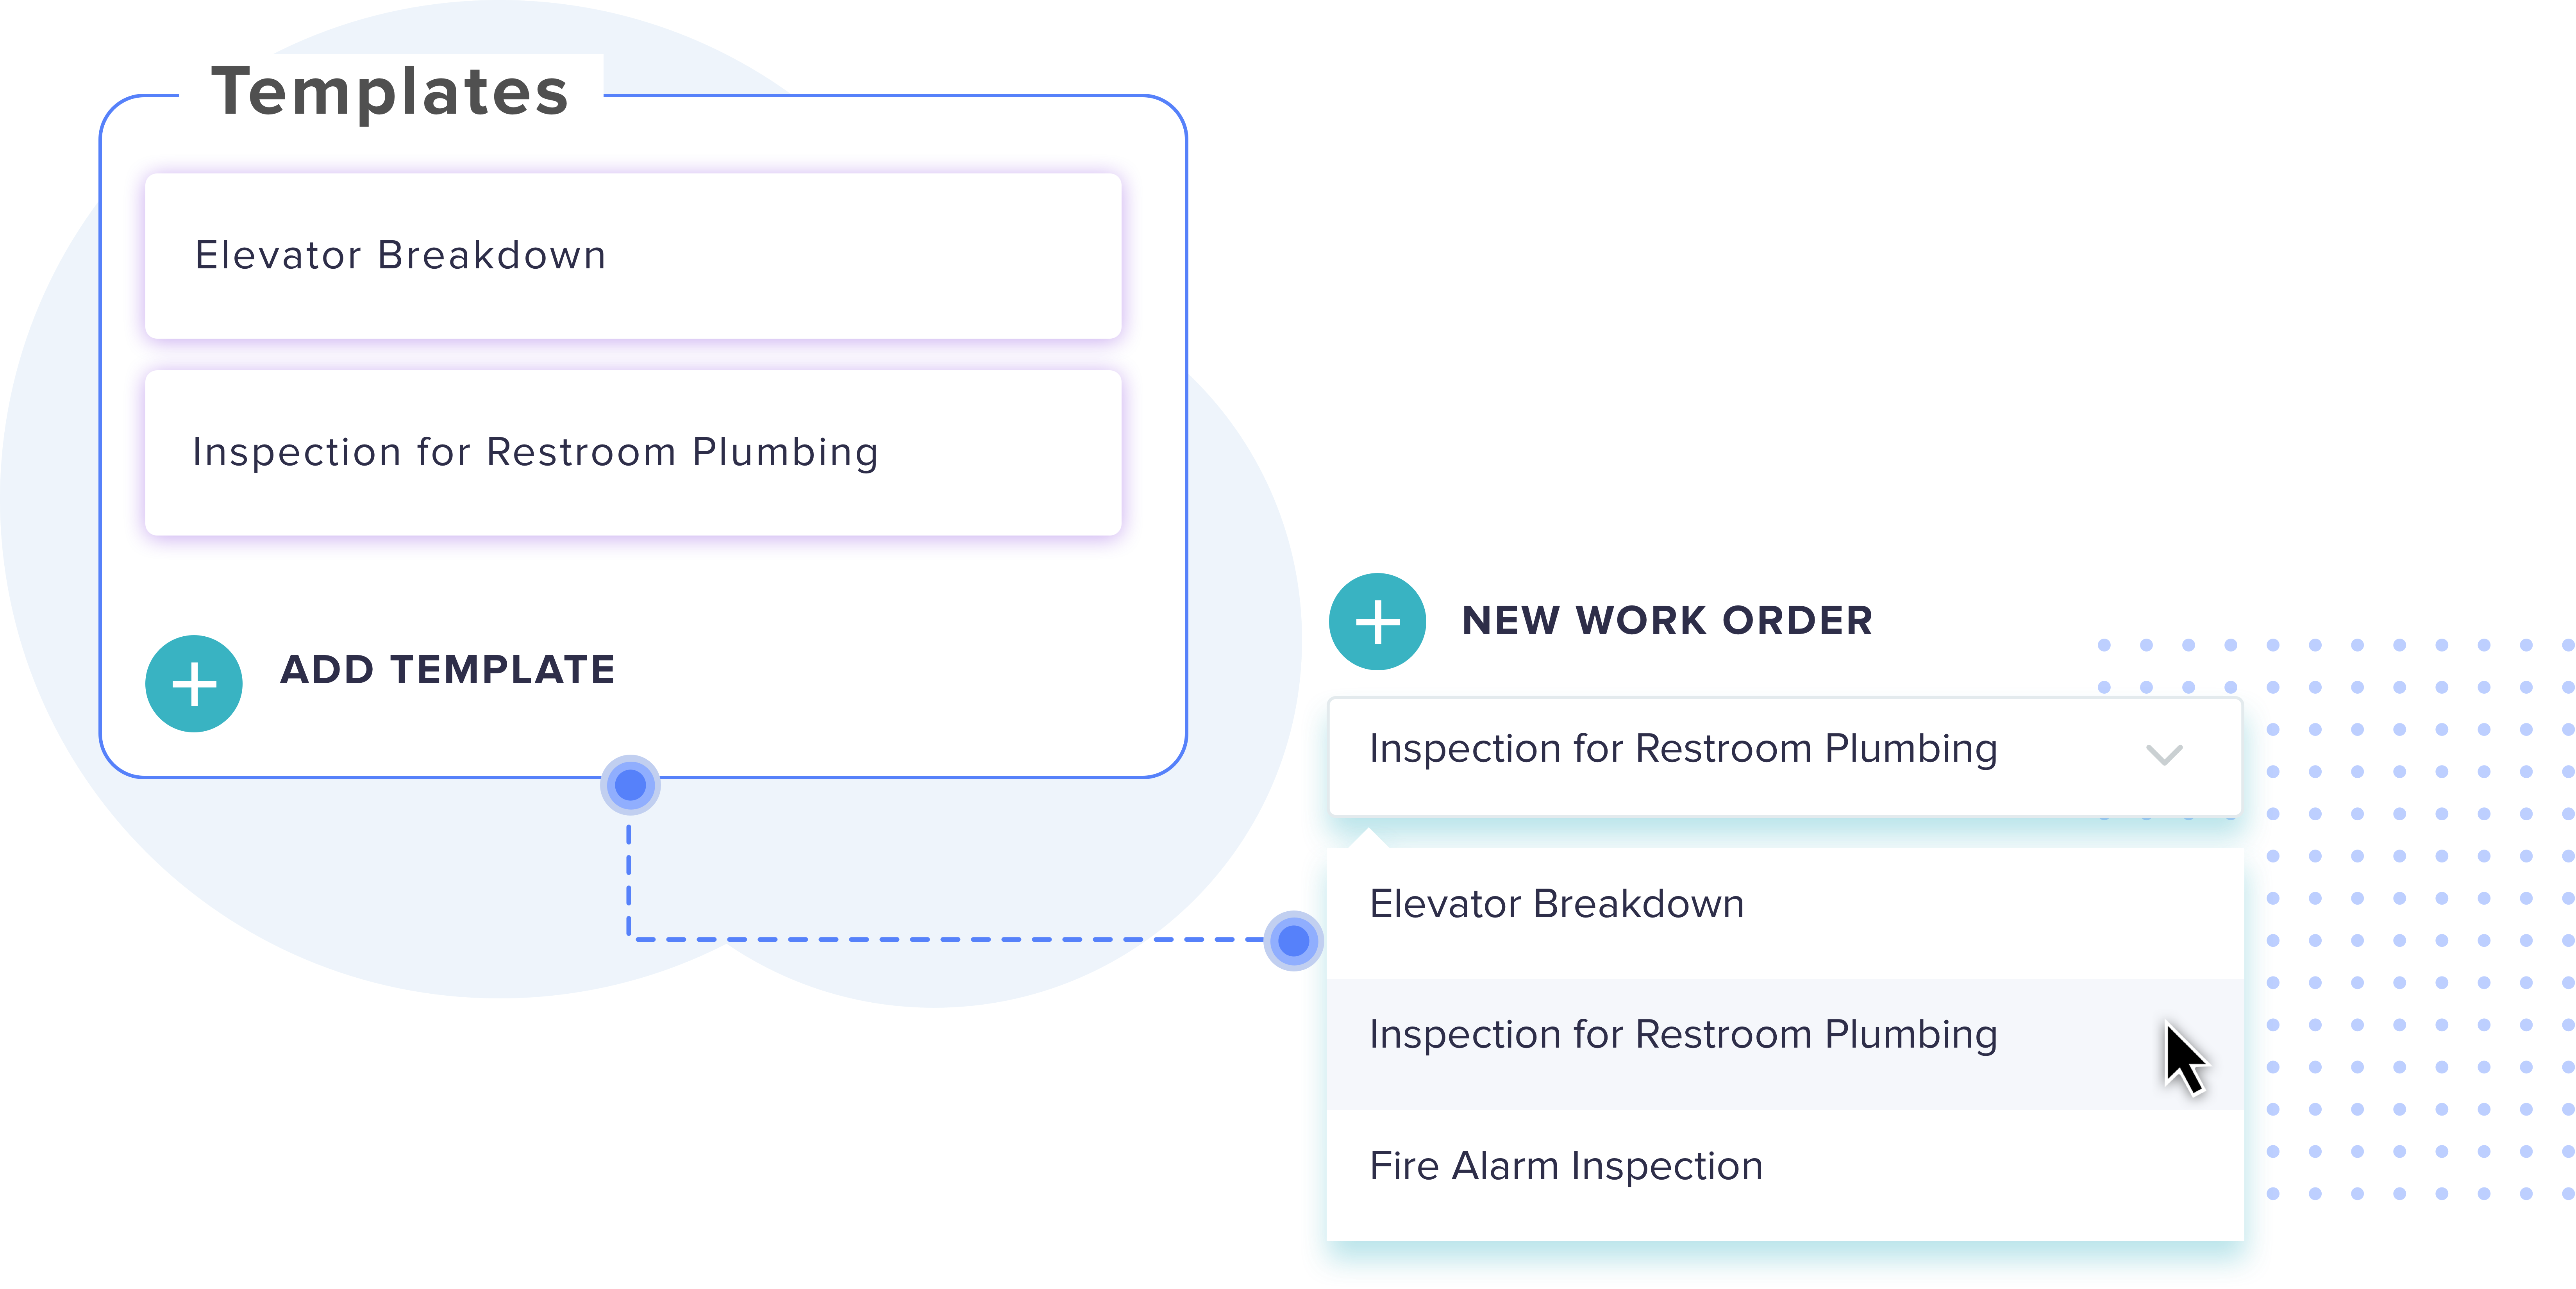 Templates
Elevator Breakdown
Inspection for Restroom Plumbing
ADD TEMPLATE
NEW WORK ORDER
Inspection for Restroom Plumbing
Elevator Breakdown
Inspection for Restroom Plumbing
Fire Alarm Inspection